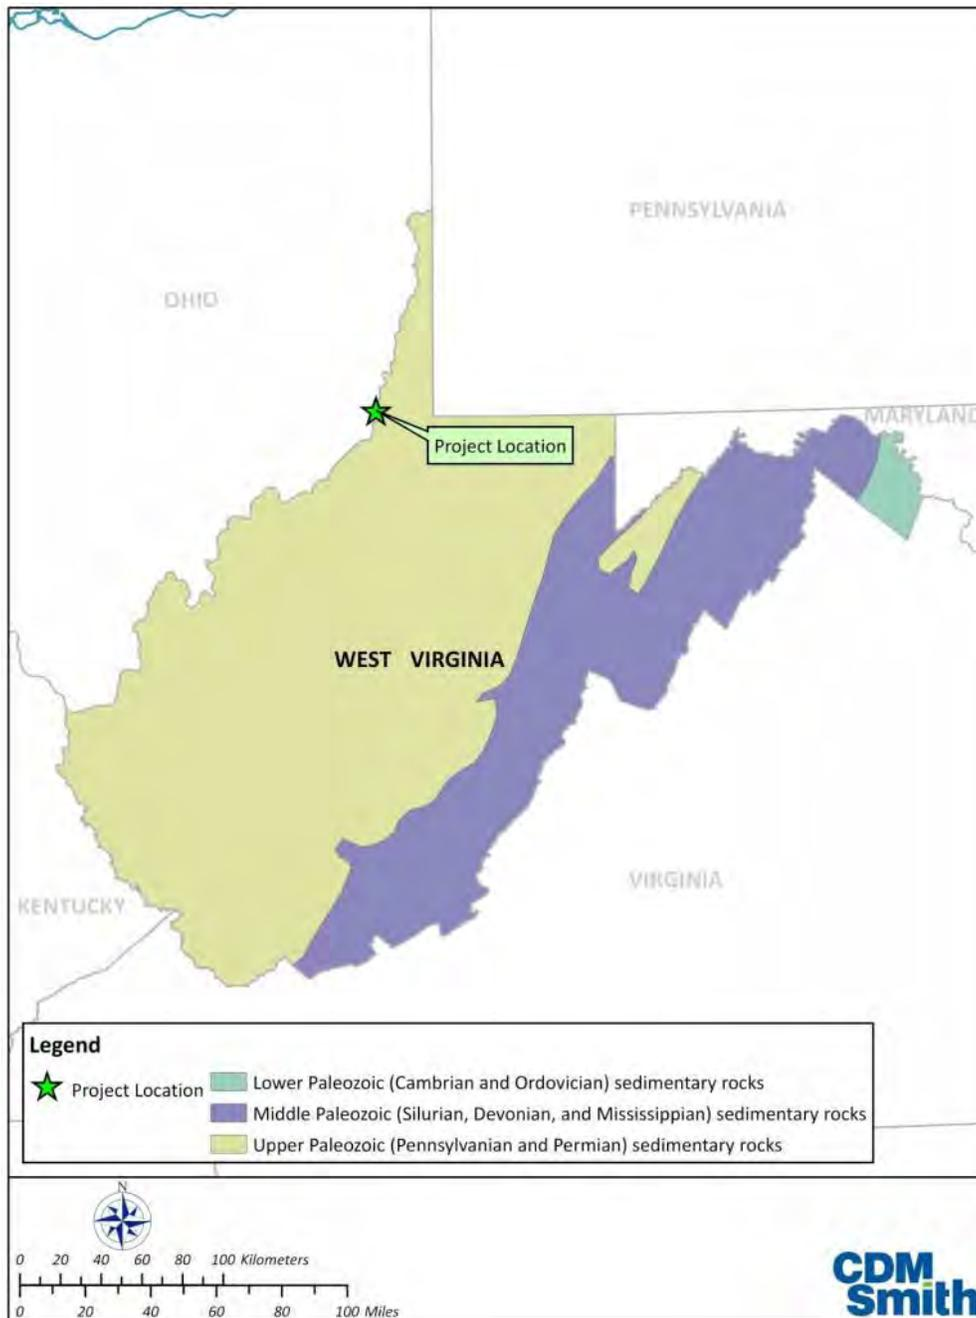 PENNSYLVANIA
OHIO
MARYLAND
Project Location
WEST VIRGINIA
VIRGINIA
KENTUCKY
Legend
Project Location
Lower Paleozoic (Cambrian and Ordovician) sedimentary rocks
Middle Paleozoic (Silurian, Devonian, and Mississippian) sedimentary rocks
Upper Paleozoic (Pennsylvanian and Permian) sedimentary rocks
N
0 20 40 60 80 100 Kilometers
0 20 40 60 80 100 Miles
CDM
Smith